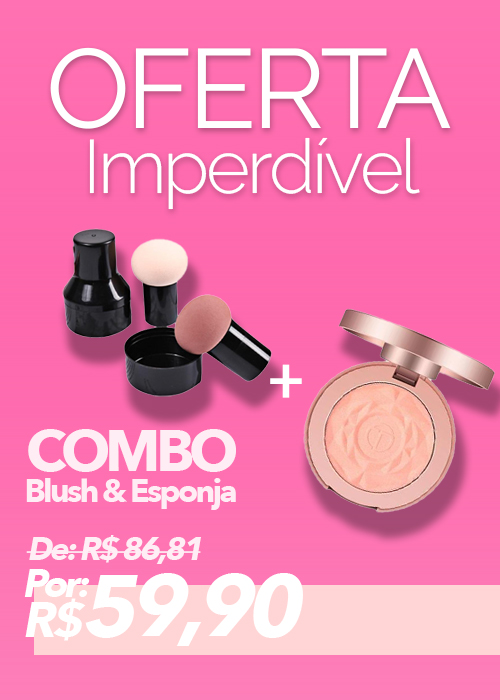 OFERTA
Imperdível
+
COMBO
Blush & Esponja
De: R$ 86,81
Por:
R$59,90